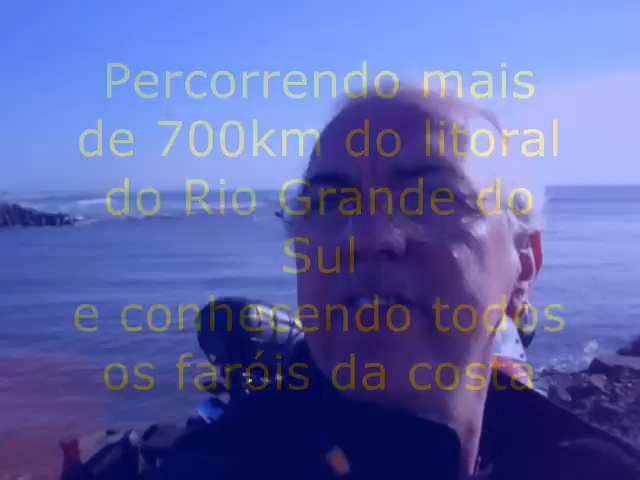 Percorrendo mais
de 700km do litoral
do Rio Grande do
Sul
e conhecendo todos
os faróis da costa